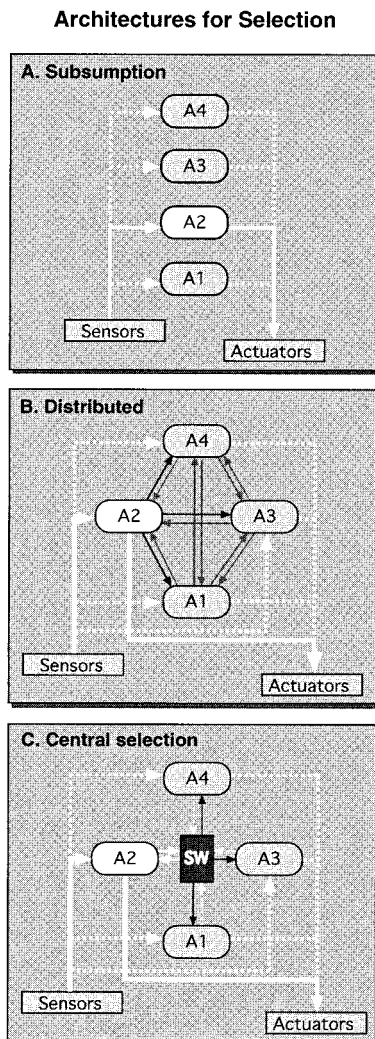 Architectures for Selection
A. Subsumption
A4
A3
A2
A1
Sensors
Actuators
B. Distributed
A4
A2
A3
A1
Sensors
Actuators
C. Central selection
A4
A2
SW
A3
A1
Sensors
Actuators